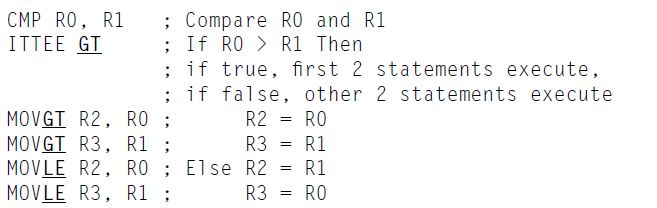 CMP R0, R1 ; Compare R0 and R1
ITTEE GT ; If R0 > R1 Then
; if true, first 2 statements execute,
; if false, other 2 statements execute
MOVGT R2, R0 ; R2 = R0
MOVGT R3, R1 ; R3 = R1
MOVLE R2, R0 ; Else R2 = R1
MOVLE R3, R1 ; R3 = R0